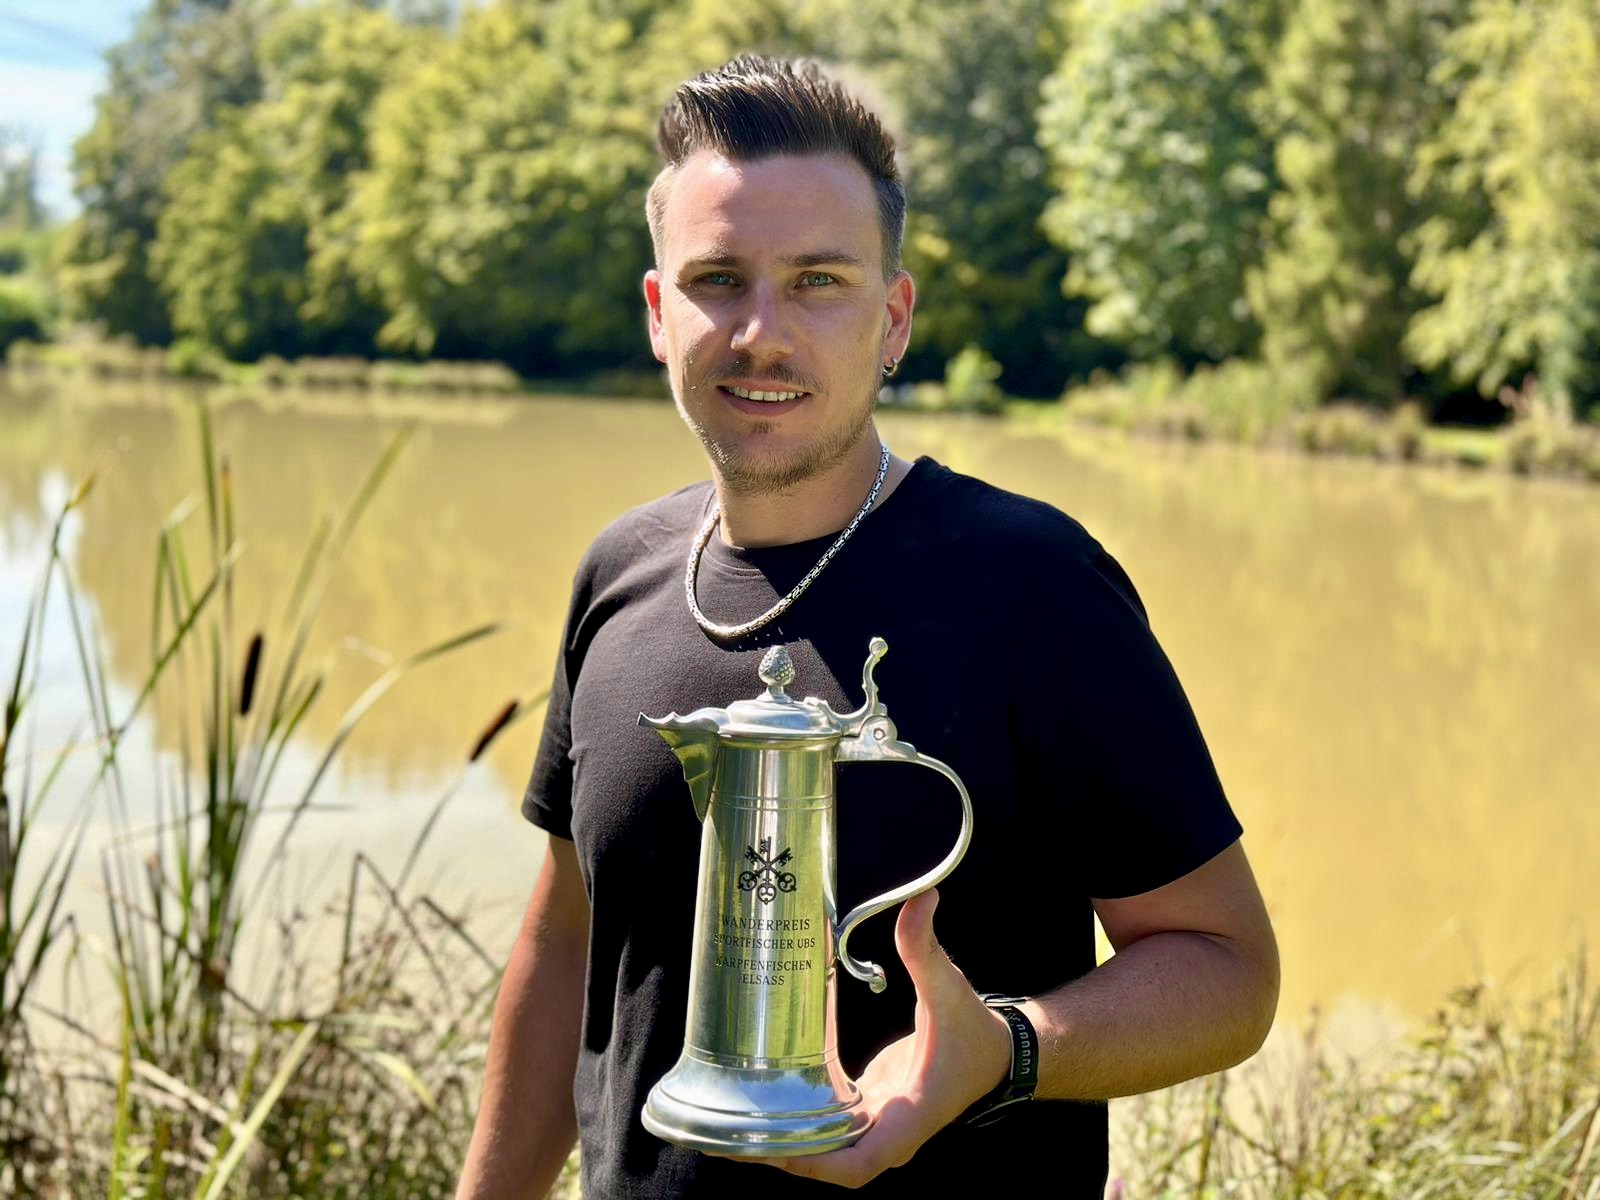 WANDERPREIS
SPORTFISCHER UBS
KARPFENFISCHEN
ELSASS